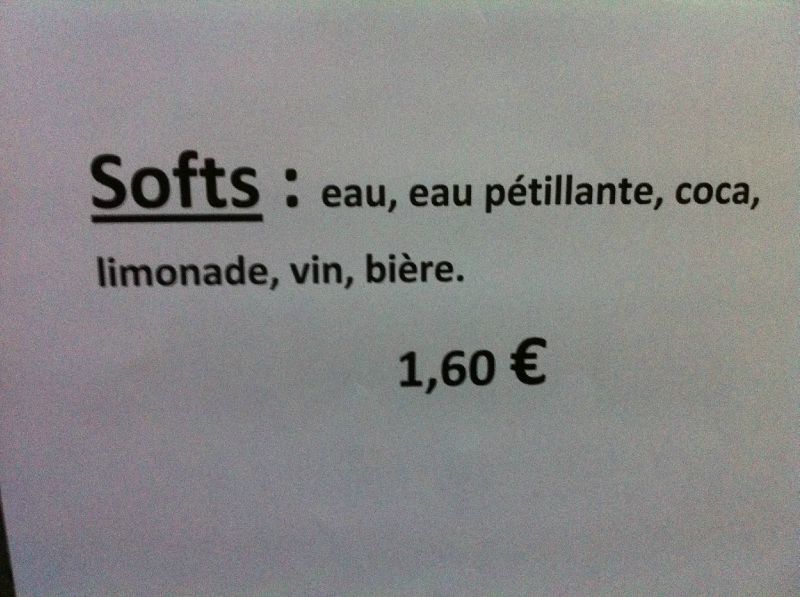 Softs : eau, eau pétillante, coca,
limonade, vin, bière.
1,60 €